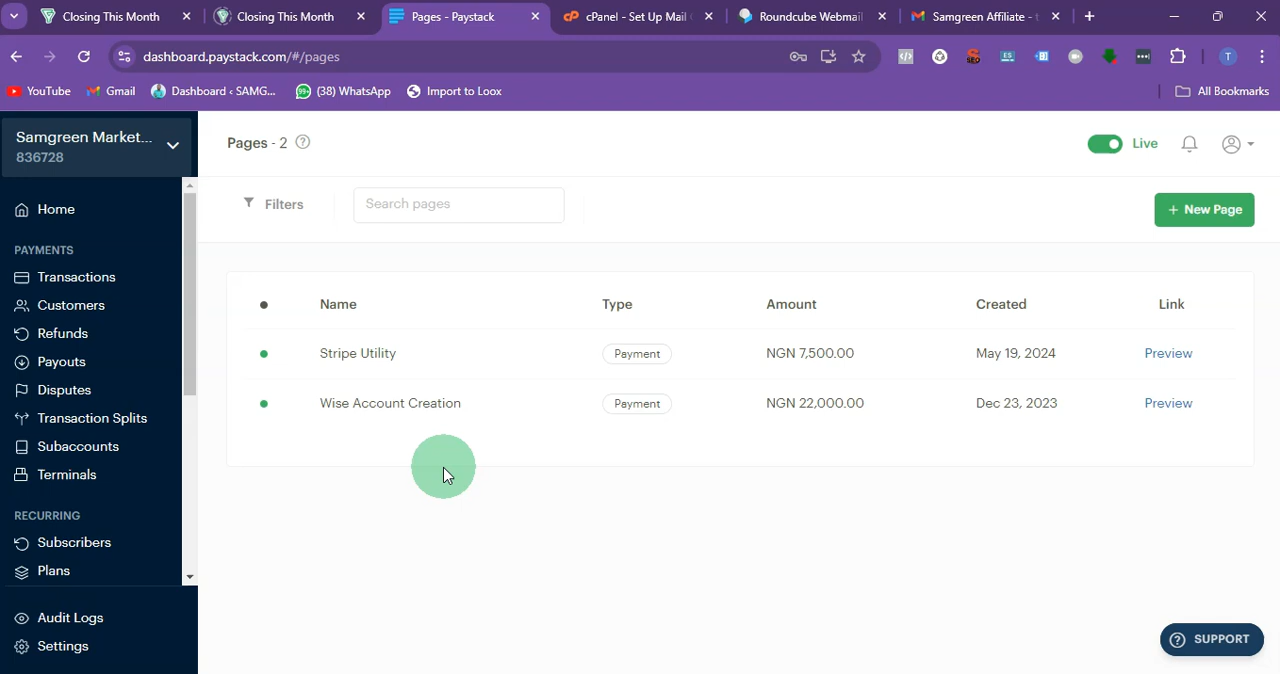 Closing This Month
Closing This Month
Pages - Paystack
cPanel - Set Up Mail
Roundcube Webmail
Samgreen Affiliate - t
dashboard.paystack.com/#/pages
T
YouTube
Gmail
Dashboard ‹ SAMG...
(38) WhatsApp
Import to Loox
All Bookmarks
Samgreen Market...
836728
Pages - 2
Live
Home
Filters
Search pages
+ New Page
PAYMENTS
Transactions
Customers
Refunds
Payouts
Disputes
Transaction Splits
Subaccounts
Terminals
RECURRING
Subscribers
Plans
Audit Logs
Settings
Name Type Amount Created Link
Stripe Utility Payment NGN 7,500.00 May 19, 2024 Preview
Wise Account Creation Payment NGN 22,000.00 Dec 23, 2023 Preview
SUPPORT